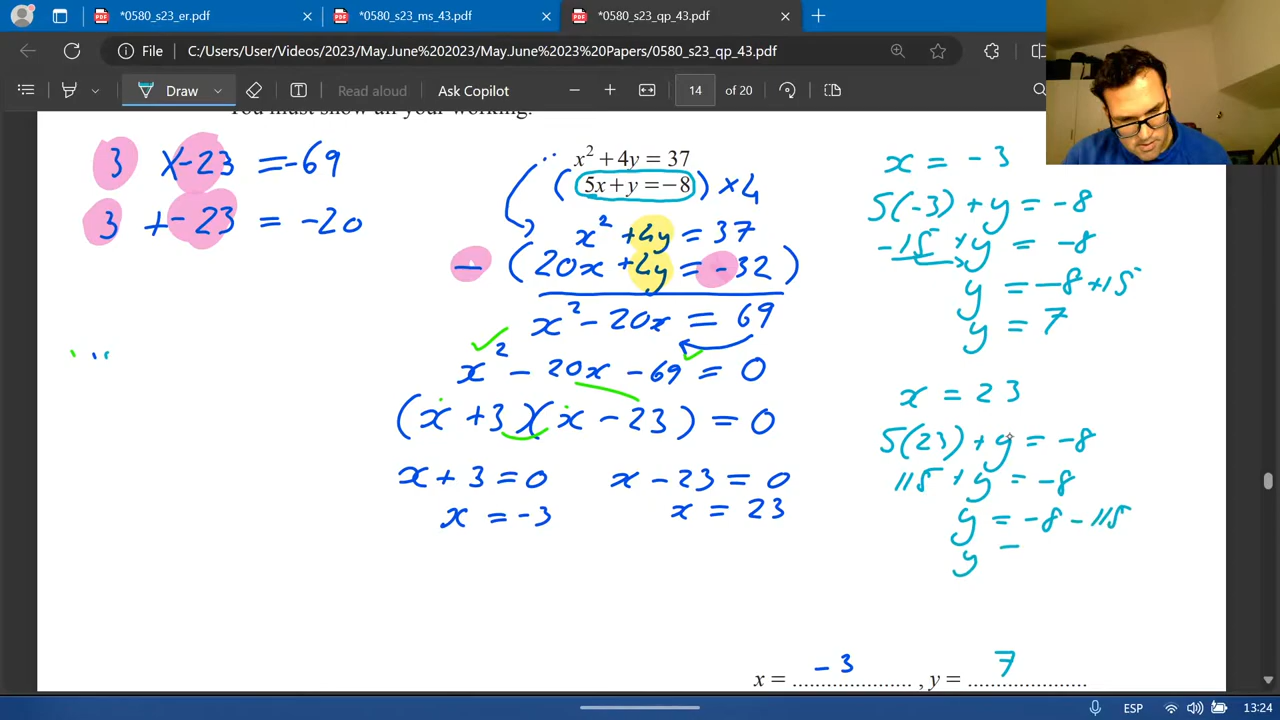 *0580_s23_er.pdf
*0580_s23_ms_43.pdf
*0580_s23_qp_43.pdf
File
C:/Users/User/Videos/2023/May.June%202023/May.June%2023%20Papers/0580_s23_qp_43.pdf
Draw
Read aloud
Ask Copilot
14 of 20
You must show all your working.
3 x-23 = -69
3 + -23 = -20
x² + 4y = 37
(5x + y = -8) x4
x² + 4y = 37
- (20x + 4y = -32)
x² - 20x = 69
x² - 20x - 69 = 0
(x + 3)(x - 23) = 0
x + 3 = 0
x = -3
x - 23 = 0
x = 23
x = -3
5(-3) + y = -8
-15 + y = -8
y = -8 + 15
y = 7
x = 23
5(23) + y = -8
115 + y = -8
y = -8 - 115
y = 
x = -3 , y = 7
ESP
13:24